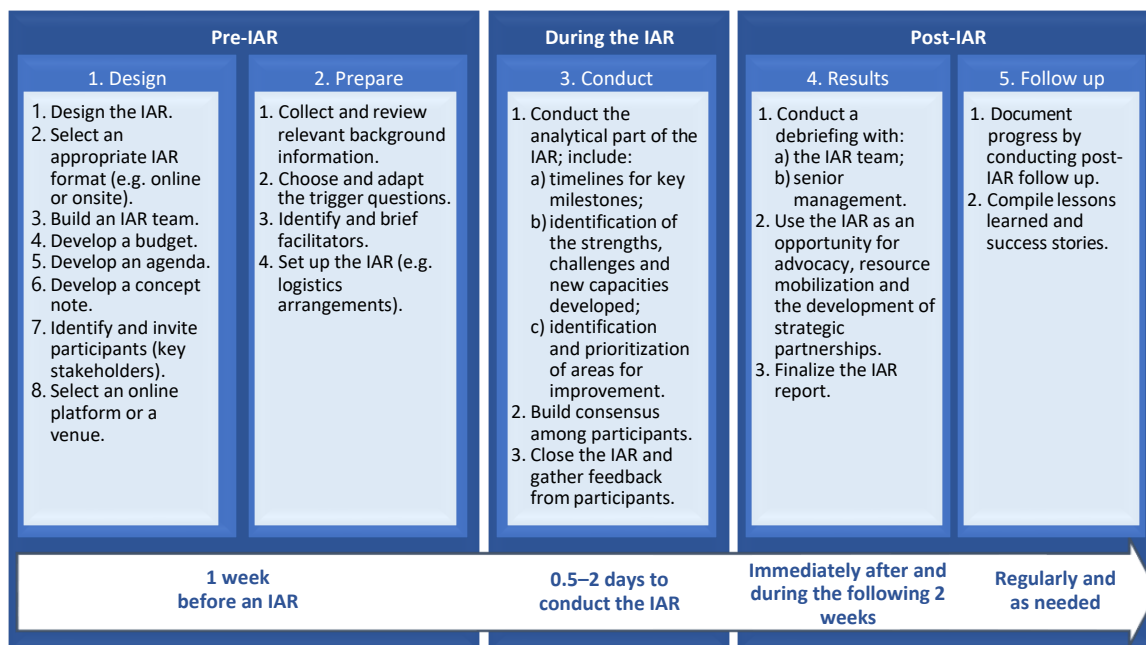 Pre-IAR
During the IAR
Post-IAR
1. Design
1. Design the IAR.
2. Select an
appropriate IAR
format (e.g. online
or onsite).
3. Build an IAR team.
4. Develop a budget.
5. Develop an agenda.
6. Develop a concept
note.
7. Identify and invite
participants (key
stakeholders).
8. Select an online
platform or a
venue.
2. Prepare
1. Collect and review
relevant background
information.
2. Choose and adapt
the trigger questions.
3. Identify and brief
facilitators.
4. Set up the IAR (e.g.
logistics
arrangements).
3. Conduct
1. Conduct the
analytical part of the
IAR; include:
a) timelines for key
milestones;
b) identification of
the strengths,
challenges and
new capacities
developed;
c) identification
and prioritization
of areas for
improvement.
2. Build consensus
among participants.
3. Close the IAR and
gather feedback
from participants.
4. Results
1. Conduct a
debriefing with:
a) the IAR team;
b) senior
management.
2. Use the IAR as an
opportunity for
advocacy, resource
mobilization and
the development of
strategic
partnerships.
3. Finalize the IAR
report.
5. Follow up
1. Document
progress by
conducting post-
IAR follow up.
2. Compile lessons
learned and
success stories.
1 week
before an IAR
0.5–2 days to
conduct the IAR
Immediately after and
during the following 2
weeks
Regularly and
as needed